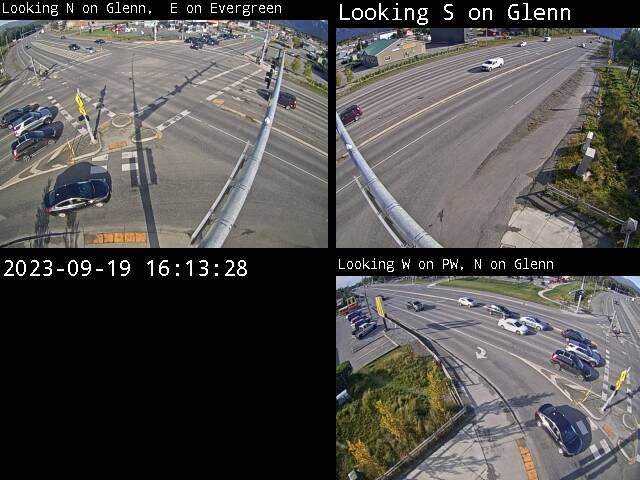 Looking N on Glenn,  E on Evergreen
Looking S on Glenn
2023-09-19 16:13:28
Looking W on PW, N on Glenn